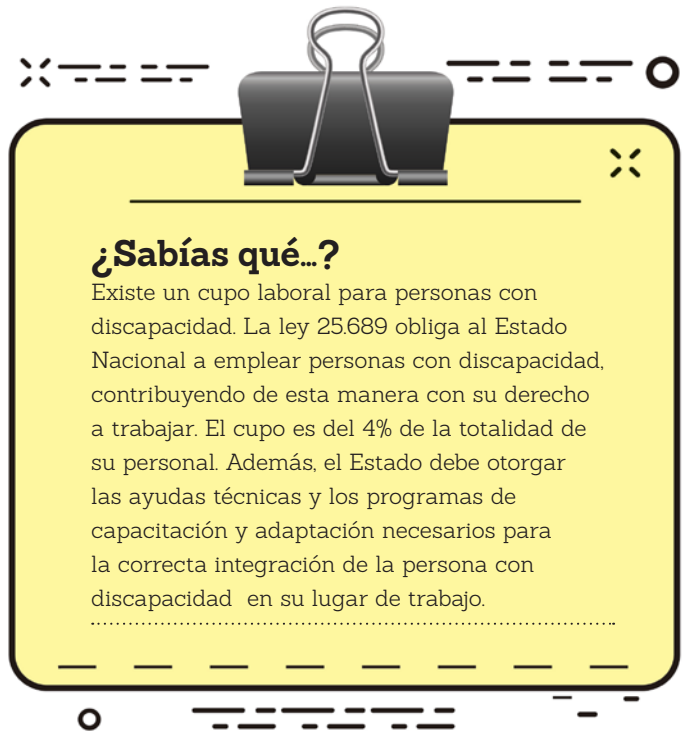 ¿Sabías qué...?
Existe un cupo laboral para personas con
discapacidad. La ley 25.689 obliga al Estado
Nacional a emplear personas con discapacidad,
contribuyendo de esta manera con su derecho
a trabajar. El cupo es del 4% de la totalidad de
su personal. Además, el Estado debe otorgar
las ayudas técnicas y los programas de
capacitación y adaptación necesarios para
la correcta integración de la persona con
discapacidad  en su lugar de trabajo.